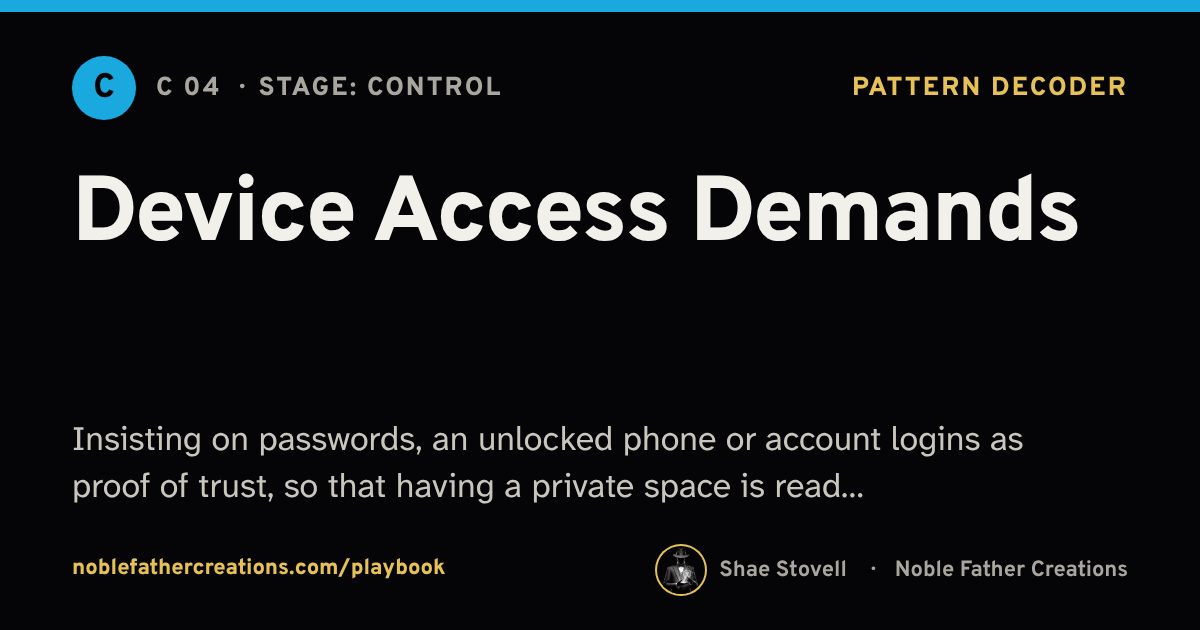 C
C 04 · STAGE: CONTROL
PATTERN DECODER
Device Access Demands
Insisting on passwords, an unlocked phone or account logins as
proof of trust, so that having a private space is read...
noblefathercreations.com/playbook
Shae Stovell · Noble Father Creations